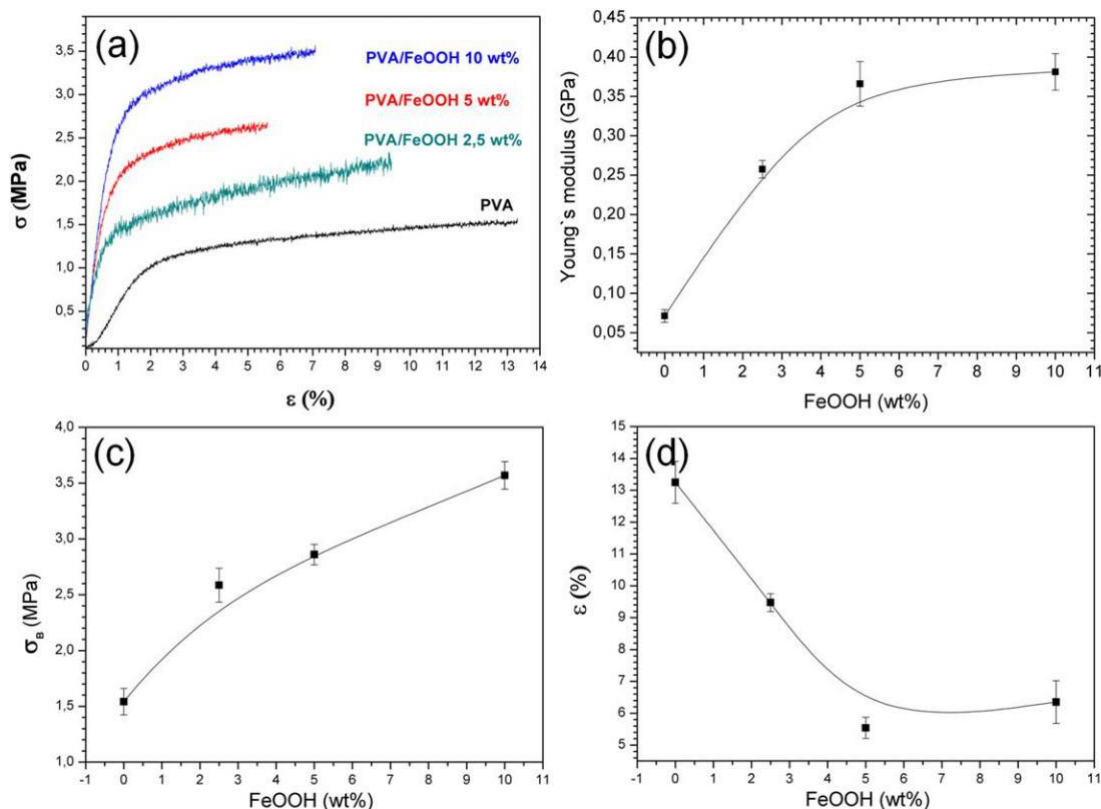 (a)
PVA/FeOOH 10 wt%
PVA/FeOOH 5 wt%
PVA/FeOOH 2,5 wt%
PVA
3,5
3,0
2,5
2,0
1,5
1,0
0,5
σ (MPa)
0 1 2 3 4 5 6 7 8 9 10 11 12 13 14
ε (%)
(b)
0,45
0,40
0,35
0,30
0,25
0,20
0,15
0,10
0,05
Young`s modulus (GPa)
0 1 2 3 4 5 6 7 8 9 10 11
FeOOH (wt%)
(c)
4,0
3,5
3,0
2,5
2,0
1,5
1,0
σB (MPa)
-1 0 1 2 3 4 5 6 7 8 9 10 11
FeOOH (wt%)
(d)
15
14
13
12
11
10
9
8
7
6
5
ε (%)
-1 0 1 2 3 4 5 6 7 8 9 10 11
FeOOH (wt%)